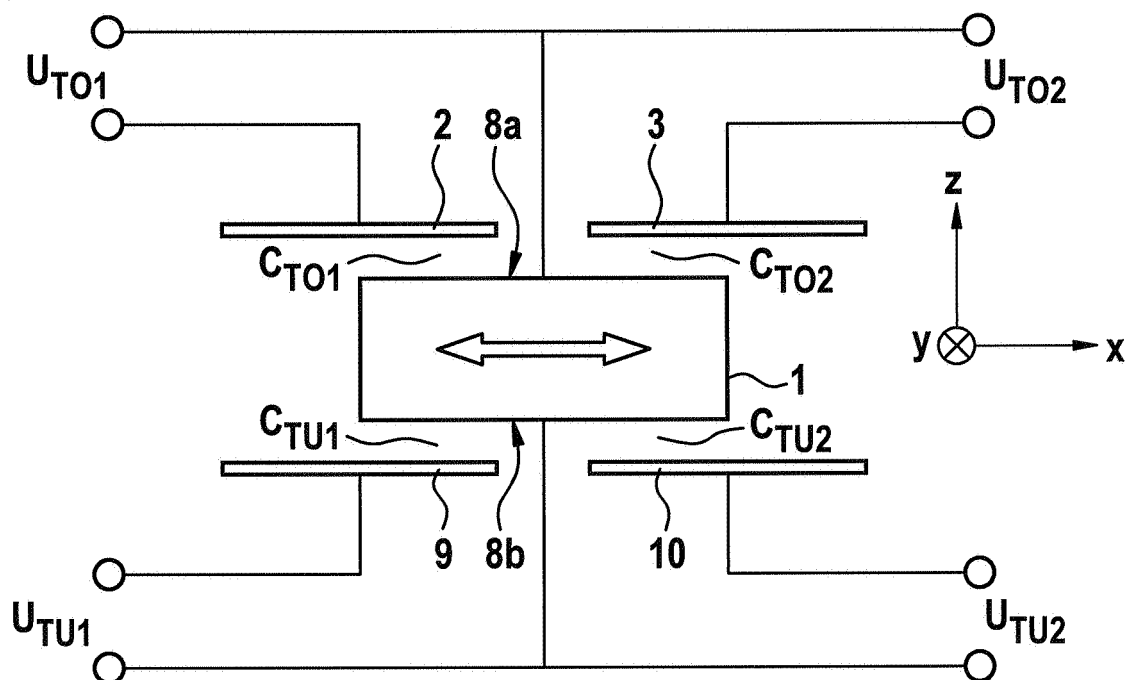 U_TO1 U_TO2
2 8a 3
z
C_TO1 C_TO2
y x
1
C_TU1 C_TU2
9 8b 10
U_TU1 U_TU2